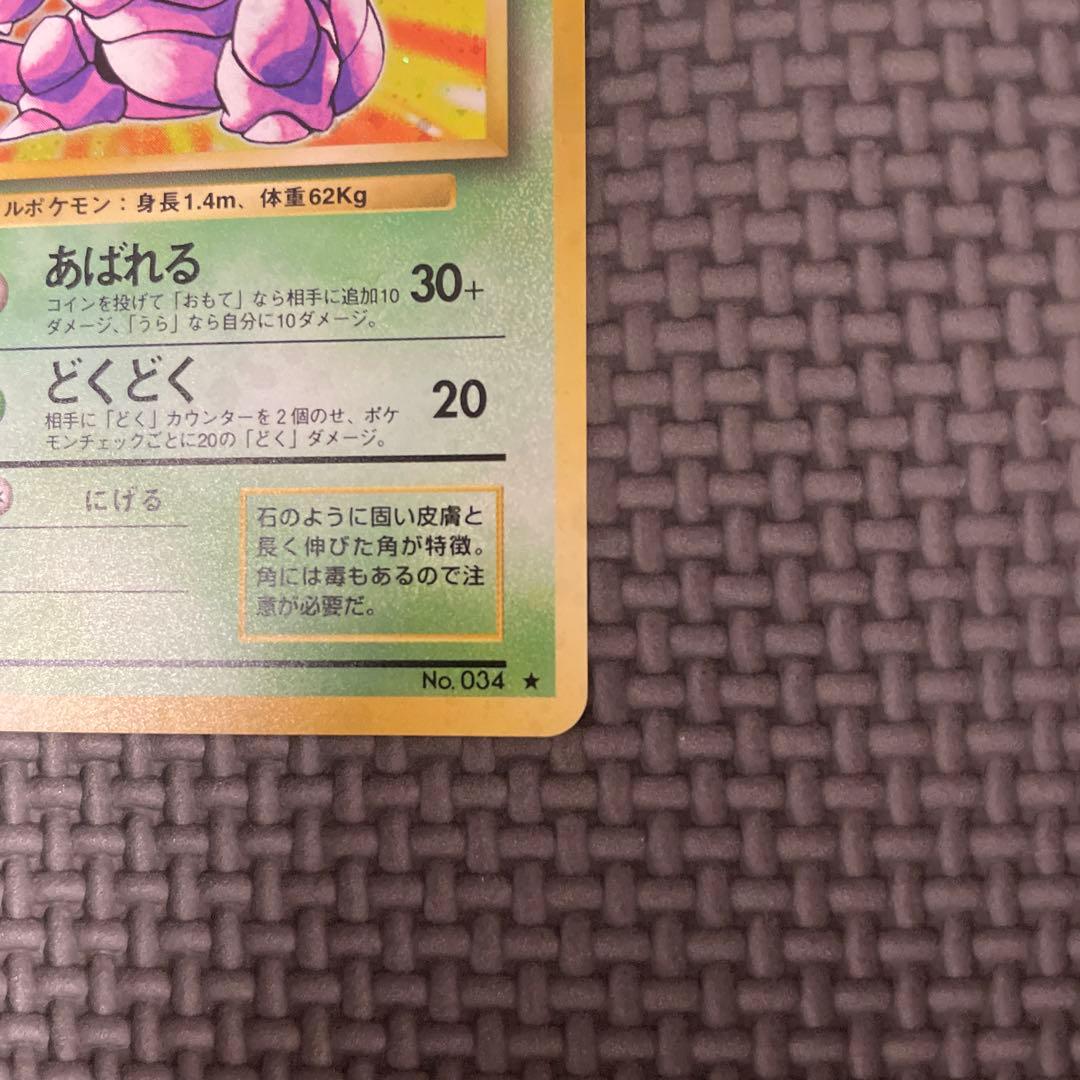 ルポケモン：身長1.4m、体重62Kg
あばれる 30+
コインを投げて「おもて」なら相手に追加10
ダメージ、「うら」なら自分に10ダメージ。
どくどく 20
相手に「どく」カウンターを2個のせ、ポケ
モンチェックごとに20の「どく」ダメージ。
にげる
石のように固い皮膚と
長く伸びた角が特徴。
角には毒もあるので注
意が必要だ。
No.034 ★